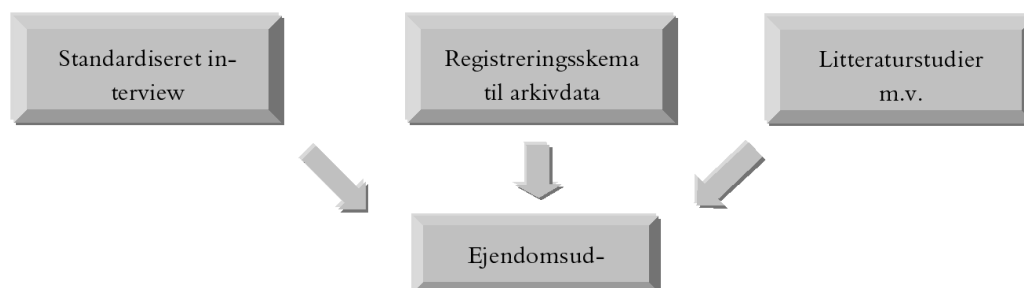 Standardiseret in-
terview
Registreringsskema
til arkivdata
Litteraturstudier
m.v.
Ejendomsud-